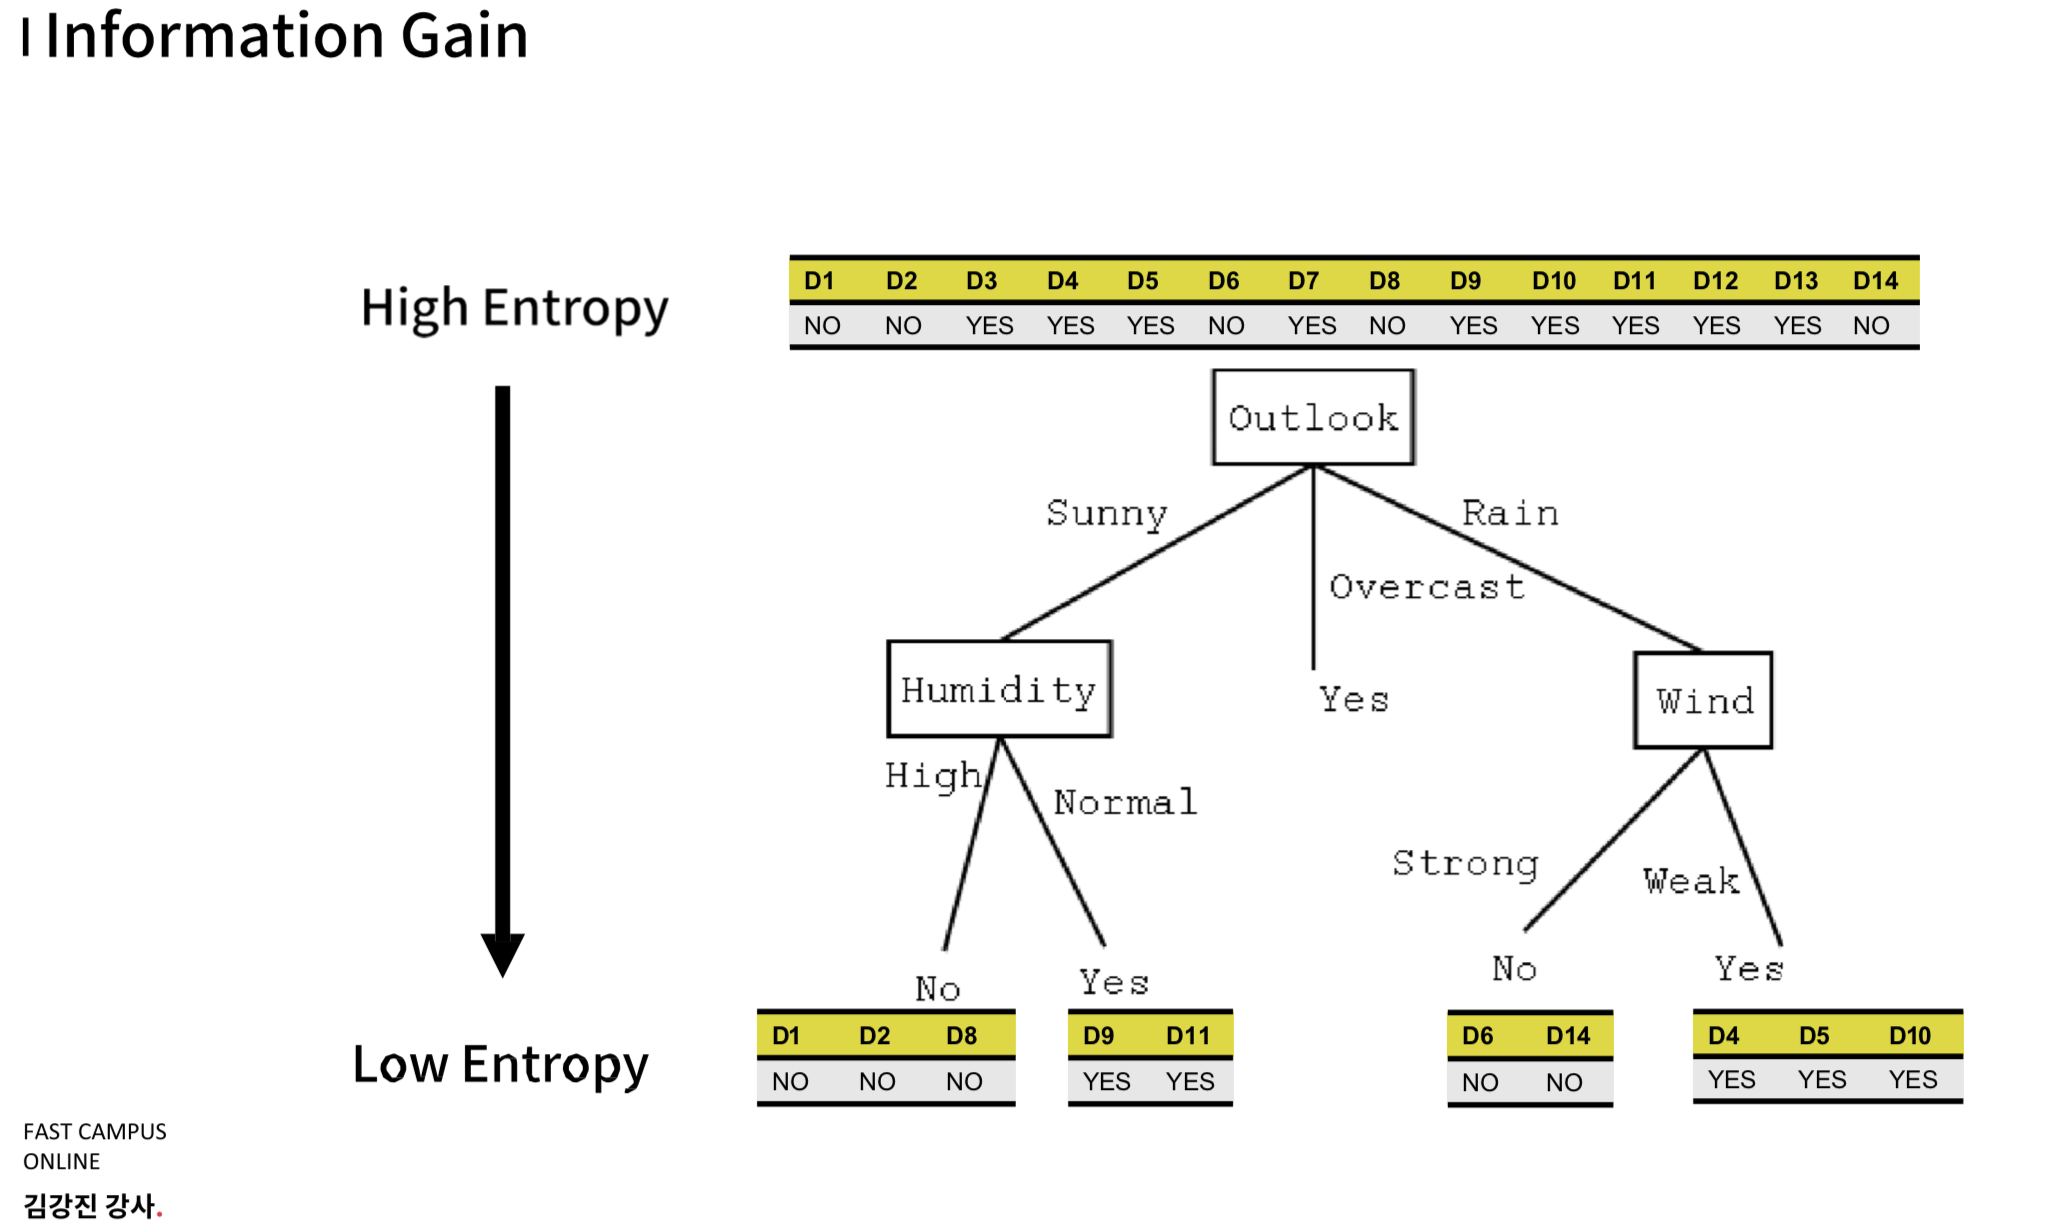 | Information Gain
High Entropy
D1 D2 D3 D4 D5 D6 D7 D8 D9 D10 D11 D12 D13 D14
NO NO YES YES YES NO YES NO YES YES YES YES YES NO
Outlook
Sunny
Rain
Overcast
Humidity
Yes
Wind
High
Normal
Strong
Weak
No
Yes
No
Yes
Low Entropy
D1 D2 D8
NO NO NO
D9 D11
YES YES
D6 D14
NO NO
D4 D5 D10
YES YES YES
FAST CAMPUS
ONLINE
김강진 강사.